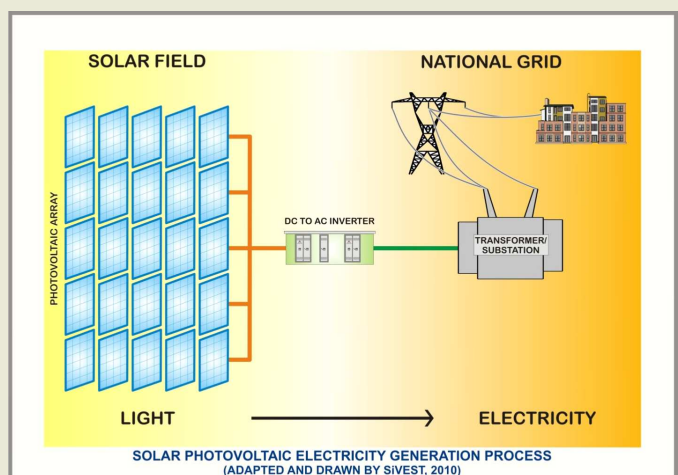 SOLAR FIELD
NATIONAL GRID
PHOTOVOLTAIC ARRAY
DC TO AC INVERTER
TRANSFORMER/
SUBSTATION
LIGHT
ELECTRICITY
SOLAR PHOTOVOLTAIC ELECTRICITY GENERATION PROCESS
(ADAPTED AND DRAWN BY SiVEST, 2010)